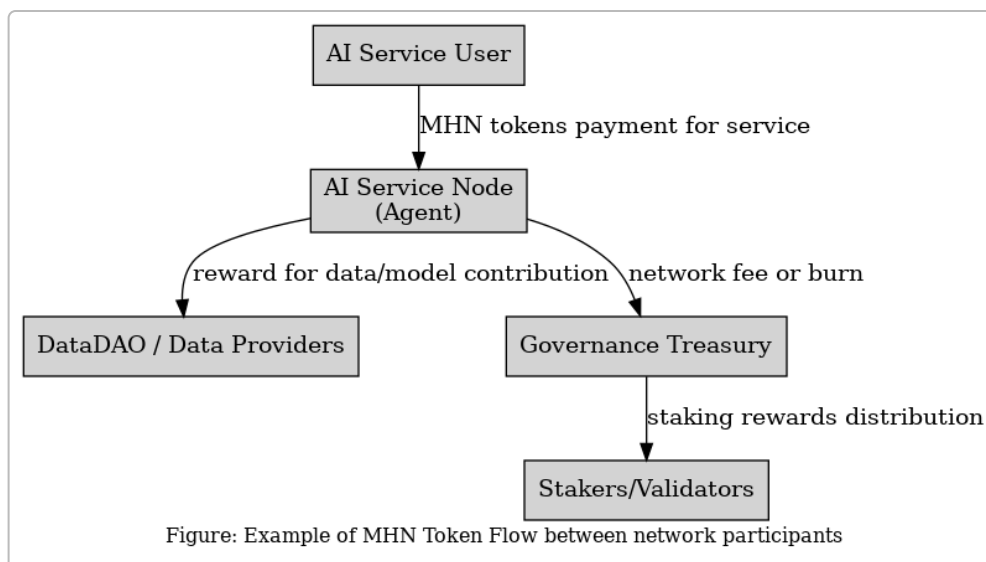 AI Service User
MHN tokens payment for service
AI Service Node
(Agent)
reward for data/model contribution
network fee or burn
DataDAO / Data Providers
Governance Treasury
staking rewards distribution
Stakers/Validators
Figure: Example of MHN Token Flow between network participants